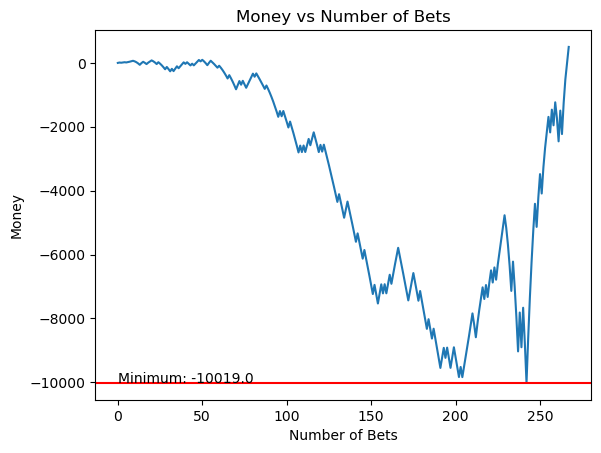 Money vs Number of Bets
Money
0
−2000
−4000
−6000
−8000
−10000
Minimum: -10019.0
0 50 100 150 200 250
Number of Bets